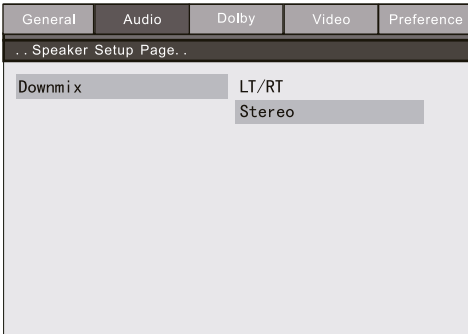 General Audio Dolby Video Preference
. . Speaker Setup Page. .
Downmix LT/RT
Stereo